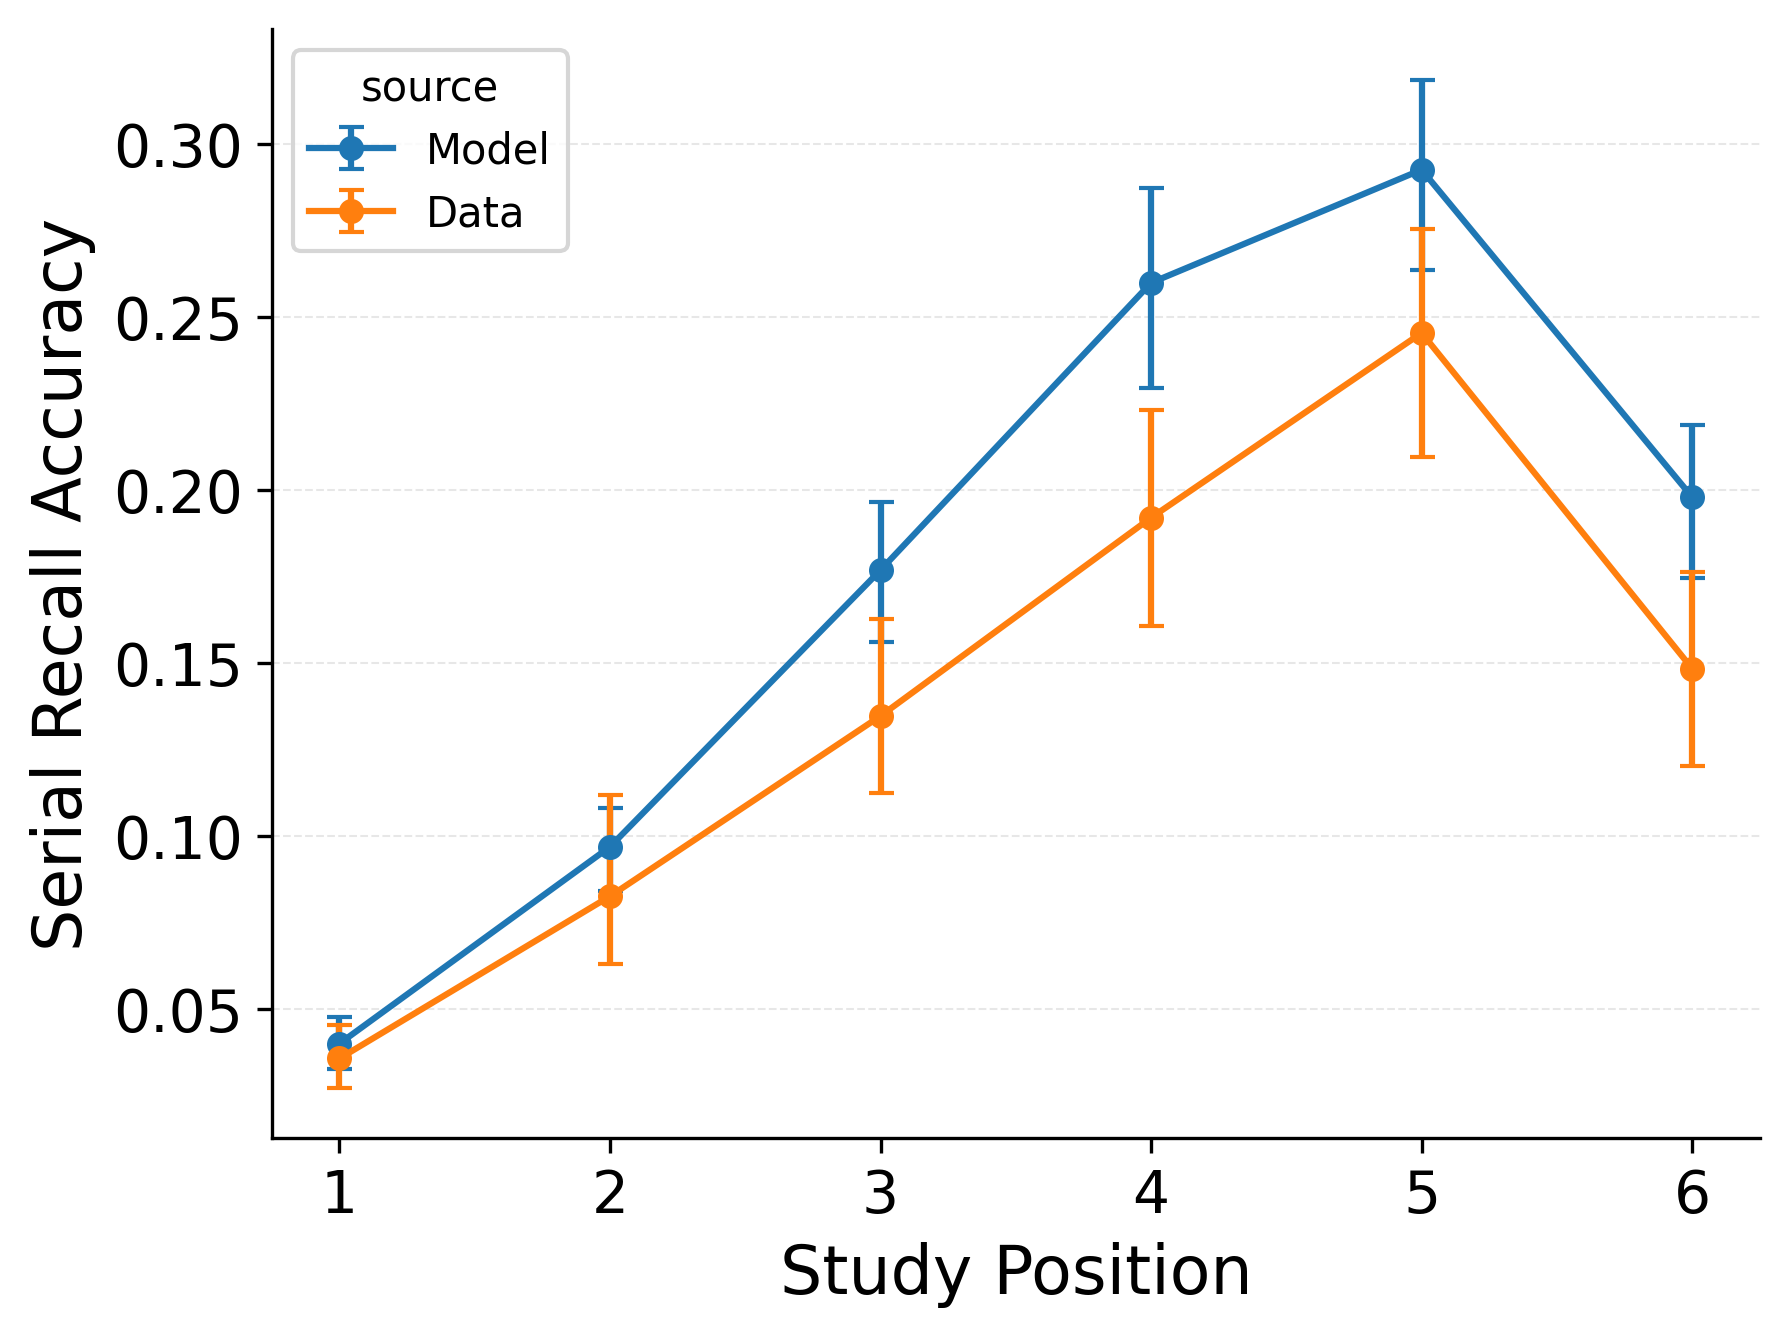 source
Model
Data
Serial Recall Accuracy
0.30
0.25
0.20
0.15
0.10
0.05
1 2 3 4 5 6
Study Position